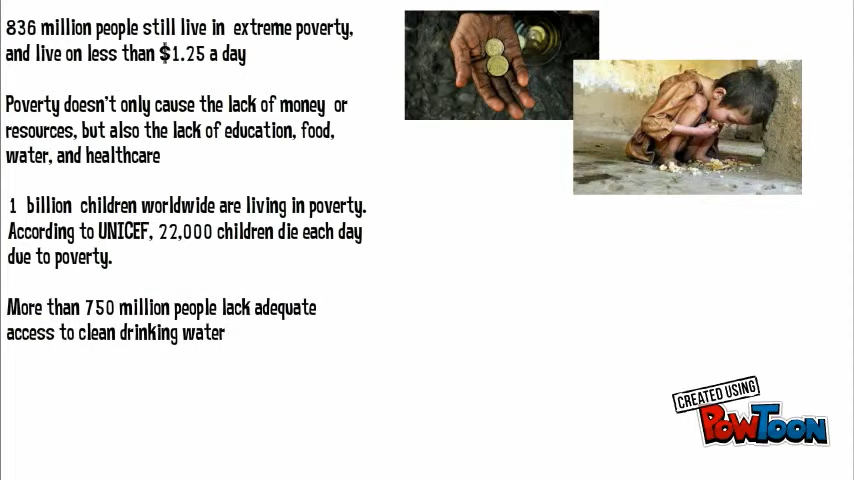 836 million people still live in extreme poverty,
and live on less than $1.25 a day
Poverty doesn't only cause the lack of money or
resources, but also the lack of education, food,
water, and healthcare
1 billion children worldwide are living in poverty.
According to UNICEF, 22,000 children die each day
due to poverty.
More than 750 million people lack adequate
access to clean drinking water
CREATED USING
POWTOON